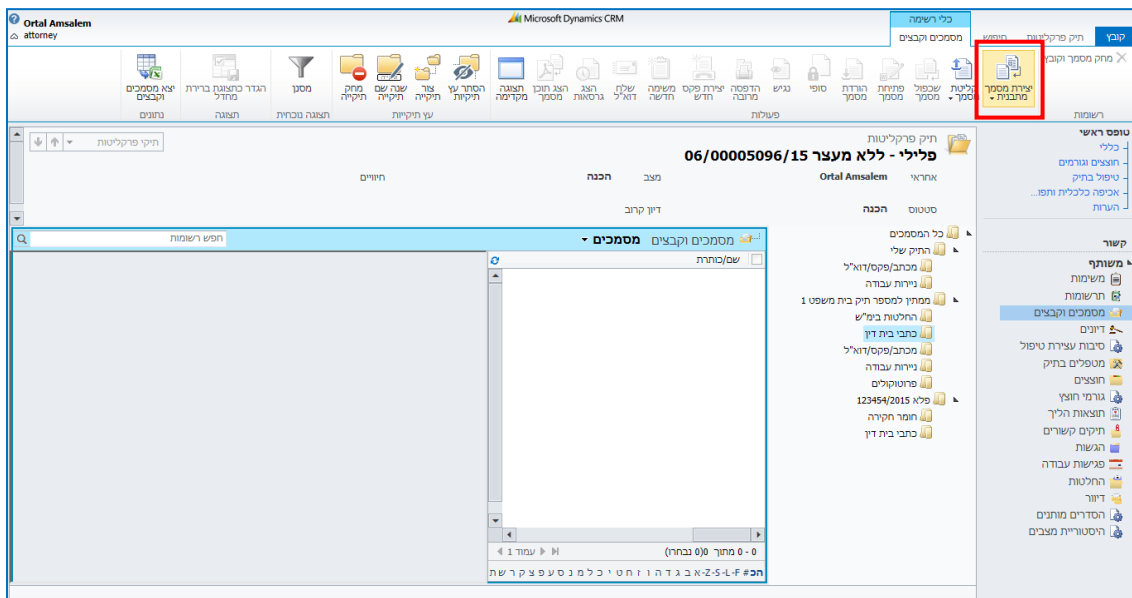 Ortal Amsalem
attorney
Microsoft Dynamics CRM
כלי רשימה
קובץ
תיק פרקליטות
חיפוש
מסמכים וקבצים
מחק מסמך וקובץ
יצירת מסמך מתבנית
קליטת מסמך
שכפול מסמך
פתיחת מסמך
הורדת מסמך
סופי
נגיש
הדפסה מרובה
יצירת פקס חדש
משימה חדשה
שלח דוא"ל
הצג גרסאות
הצג תוכן מסמך
תצוגה מקדימה
הסתר עץ תיקיות
צור תיקייה
שנה שם תיקייה
מחק תיקייה
מסנן
הגדר כתצוגת ברירת מחדל
יצא מסמכים וקבצים
רשומות
פעולות
עץ תיקיות
תצוגה נוכחית
תצוגה
נתונים
טופס ראשי
כללי
חוצצים וגורמים
טיפול בתיק
אכיפה כלכלית ותפו...
הערות
קשור
משותף
משימות
תרשומות
מסמכים וקבצים
דיונים
סיבות עצירת טיפול
מטפלים בתיק
חוצצים
גורמי חוצץ
תוצאות הליך
תיקים קשורים
הגשות
פגישות עבודה
החלטות
דיוור
הסדרים מותנים
היסטוריית מצבים
תיק פרקליטות
תיקי פרקליטות
פלילי - ללא מעצר 06/00005096/15
אחראי Ortal Amsalem מצב הכנה חיוויים
סטטוס הכנה דיון קרוב
כל המסמכים
התיק שלי
מכתב/פקס/דוא"ל
ניירות עבודה
ממתין למספר תיק בית משפט 1
החלטות בימ"ש
כתבי בית דין
מכתב/פקס/דוא"ל
ניירות עבודה
פרוטוקולים
פלא 123454/2015
חומר חקירה
כתבי בית דין
מסמכים וקבצים מסמכים
חפש רשומות
שם/כותרת
0 - 0 מתוך 0(0 נבחרו)
עמוד 1
הכ # Z-S-L-F-א ב ג ד ה ו ז ח ט י כ ל מ נ ס ע פ צ ק ר ש ת